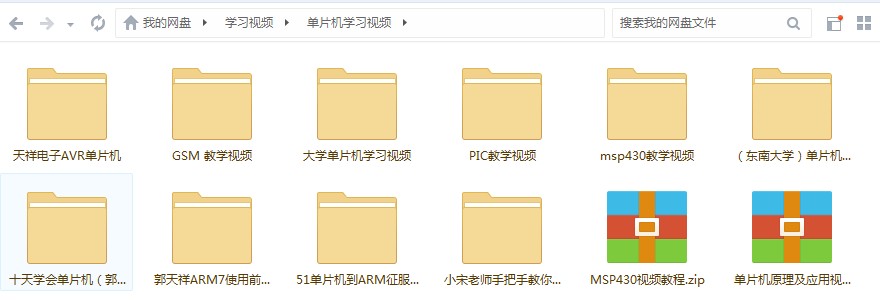 我的网盘 学习视频 单片机学习视频 搜索我的网盘文件
天祥电子AVR单片机 GSM 教学视频 大学单片机学习视频 PIC教学视频 msp430教学视频 （东南大学）单片机...
十天学会单片机（郭... 郭天祥ARM7使用前... 51单片机到ARM征服... 小宋老师手把手教你... MSP430视频教程.zip 单片机原理及应用视...